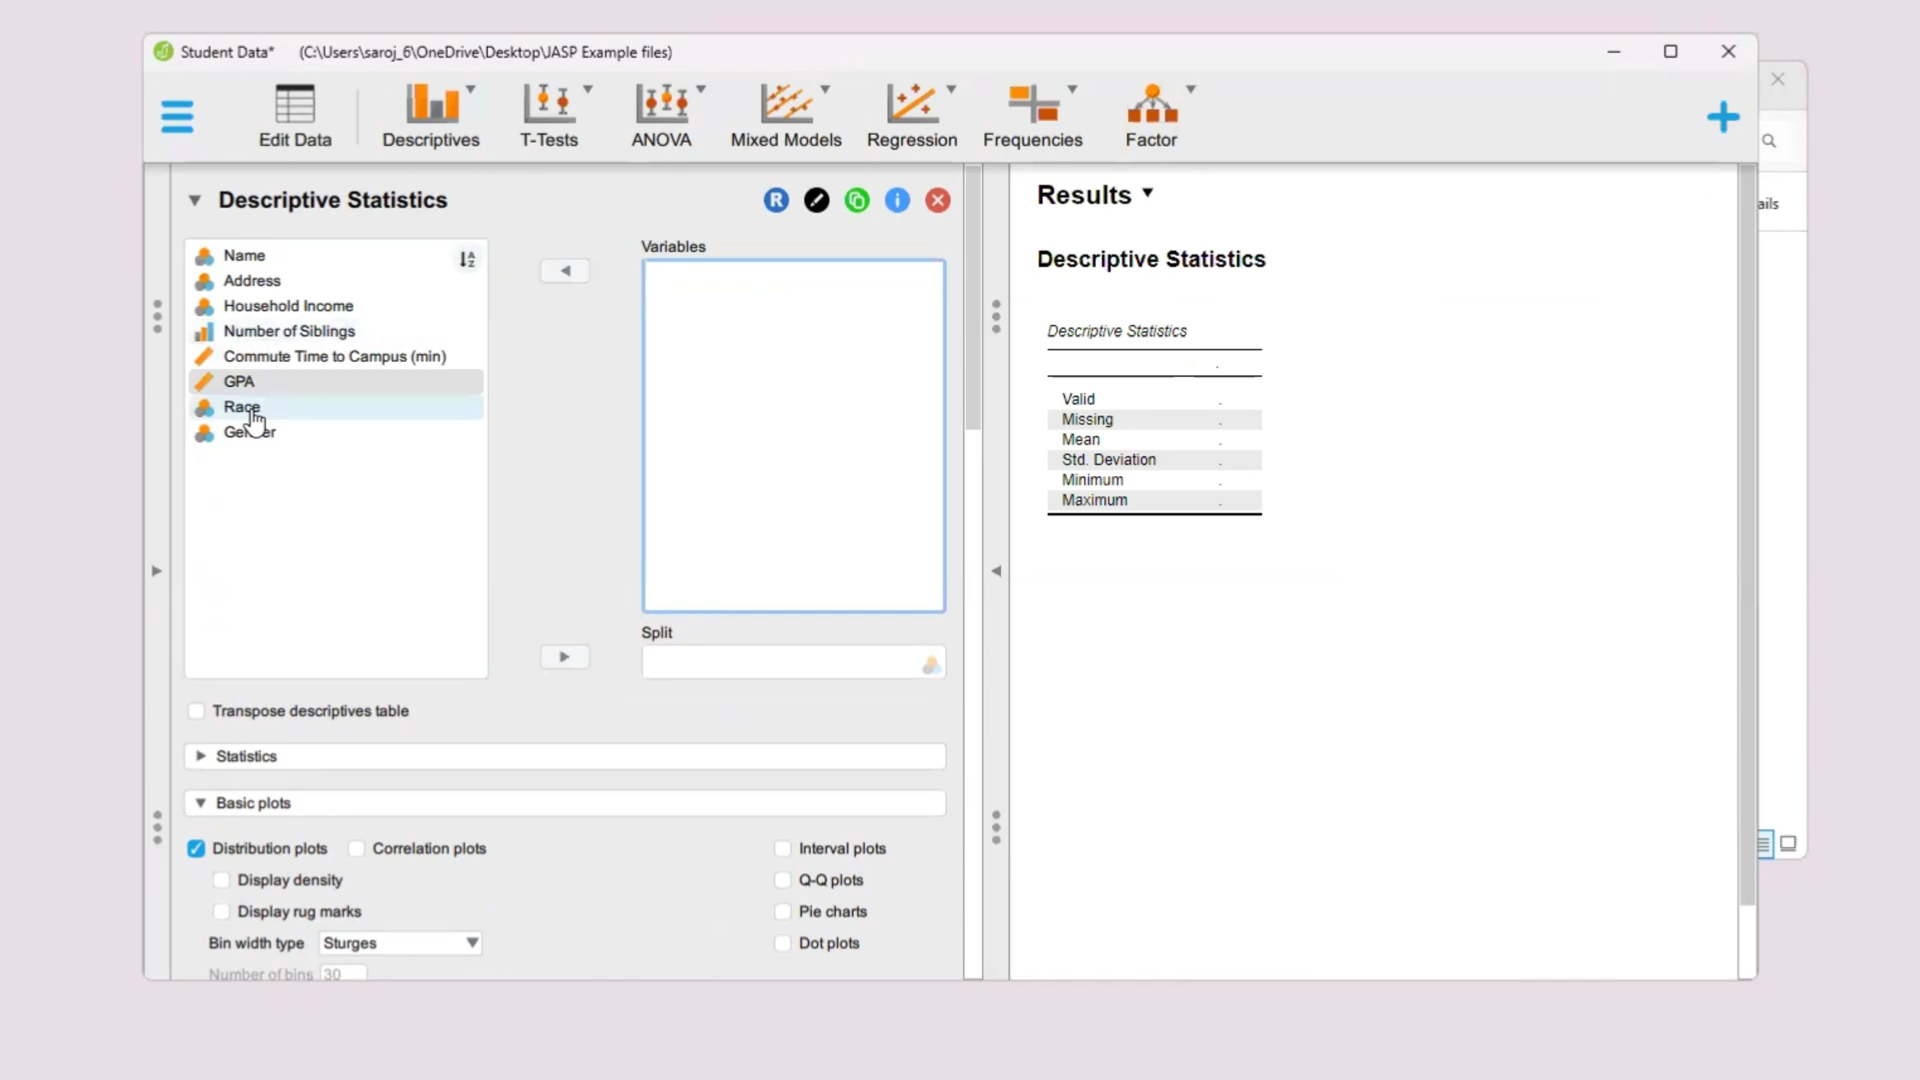 Student Data* (C:\Users\saroj_6\OneDrive\Desktop\JASP Example files)
Edit Data
Descriptives
T-Tests
ANOVA
Mixed Models
Regression
Frequencies
Factor
Descriptive Statistics
R
i
Name
Address
Household Income
Number of Siblings
Commute Time to Campus (min)
GPA
Race
Gender
Variables
Split
Transpose descriptives table
Statistics
Basic plots
Distribution plots
Correlation plots
Display density
Display rug marks
Bin width type Sturges
Number of bins 30
Interval plots
Q-Q plots
Pie charts
Dot plots
Results
Descriptive Statistics
Descriptive Statistics
.
Valid .
Missing .
Mean .
Std. Deviation .
Minimum .
Maximum .
ails